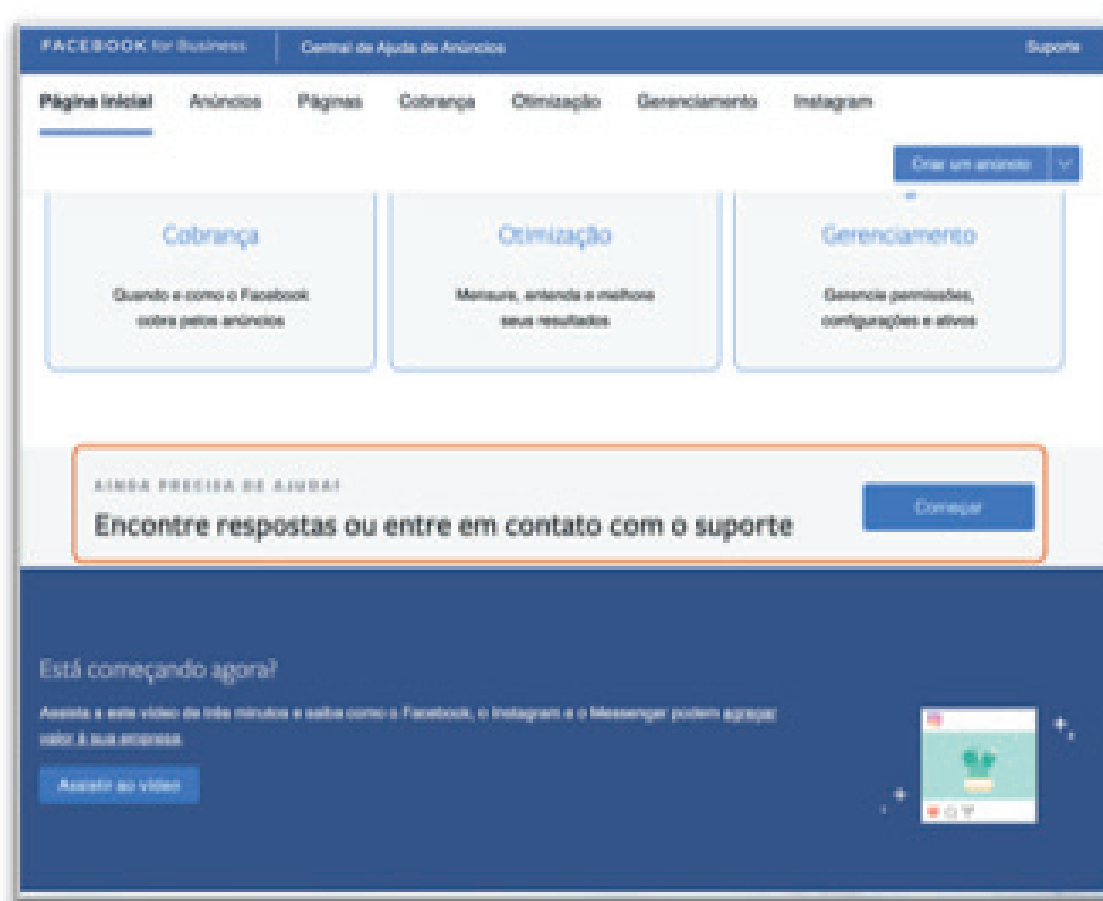 FACEBOOK for Business
Central de Ajuda de Anúncios
Suporte
Página inicial Anúncios Páginas Cobrança Otimização Gerenciamento Instagram
Criar um anúncio
Cobrança
Quando e como o Facebook
cobra pelos anúncios
Otimização
Mensure, entenda e melhore
seus resultados
Gerenciamento
Gerencie permissões,
configurações e ativos
AINDA PRECISA DE AJUDA?
Encontre respostas ou entre em contato com o suporte
Começar
Está começando agora?
Assista a este vídeo de três minutos e saiba como o Facebook, o Instagram e o Messenger podem agregar
valor à sua empresa.
Assistir ao vídeo